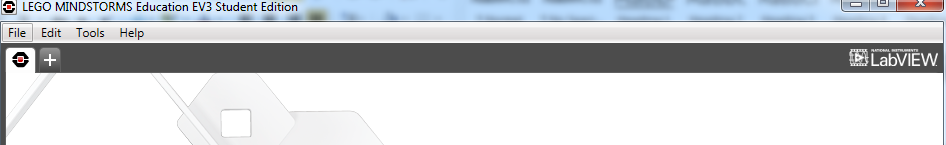 LEGO MINDSTORMS Education EV3 Student Edition
File Edit Tools Help
NATIONAL INSTRUMENTS
LabVIEW